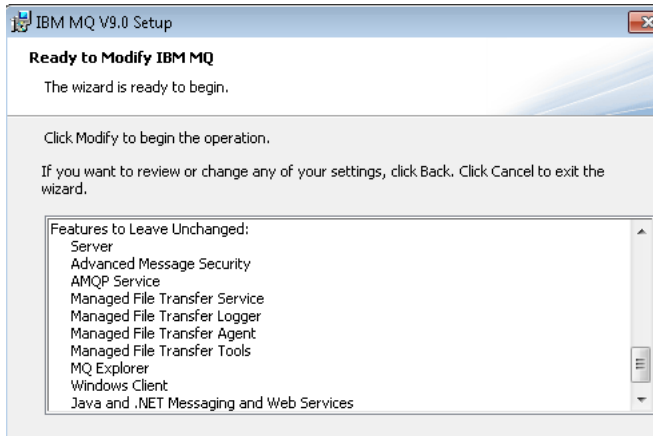 IBM MQ V9.0 Setup
Ready to Modify IBM MQ
The wizard is ready to begin.
Click Modify to begin the operation.
If you want to review or change any of your settings, click Back. Click Cancel to exit the
wizard.
Features to Leave Unchanged:
Server
Advanced Message Security
AMQP Service
Managed File Transfer Service
Managed File Transfer Logger
Managed File Transfer Agent
Managed File Transfer Tools
MQ Explorer
Windows Client
Java and .NET Messaging and Web Services